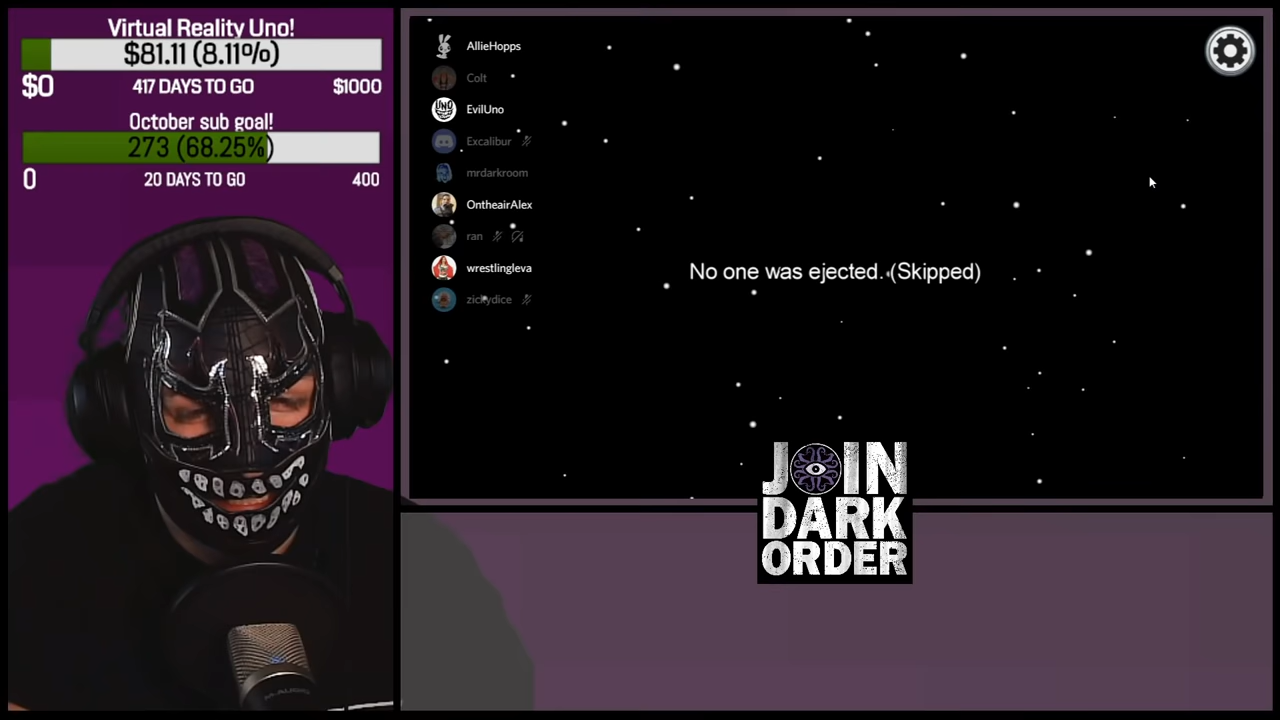 Virtual Reality Uno!
$81.11 (8.11%)
$0 417 DAYS TO GO $1000
October sub goal!
273 (68.25%)
0 20 DAYS TO GO 400
AllieHopps
Colt
EvilUno
Excalibur
mrdarkroom
OntheairAlex
ran
wrestlingleva
zickydice
UNO
No one was ejected. (Skipped)
JOIN
DARK
ORDER
M-AUDIO